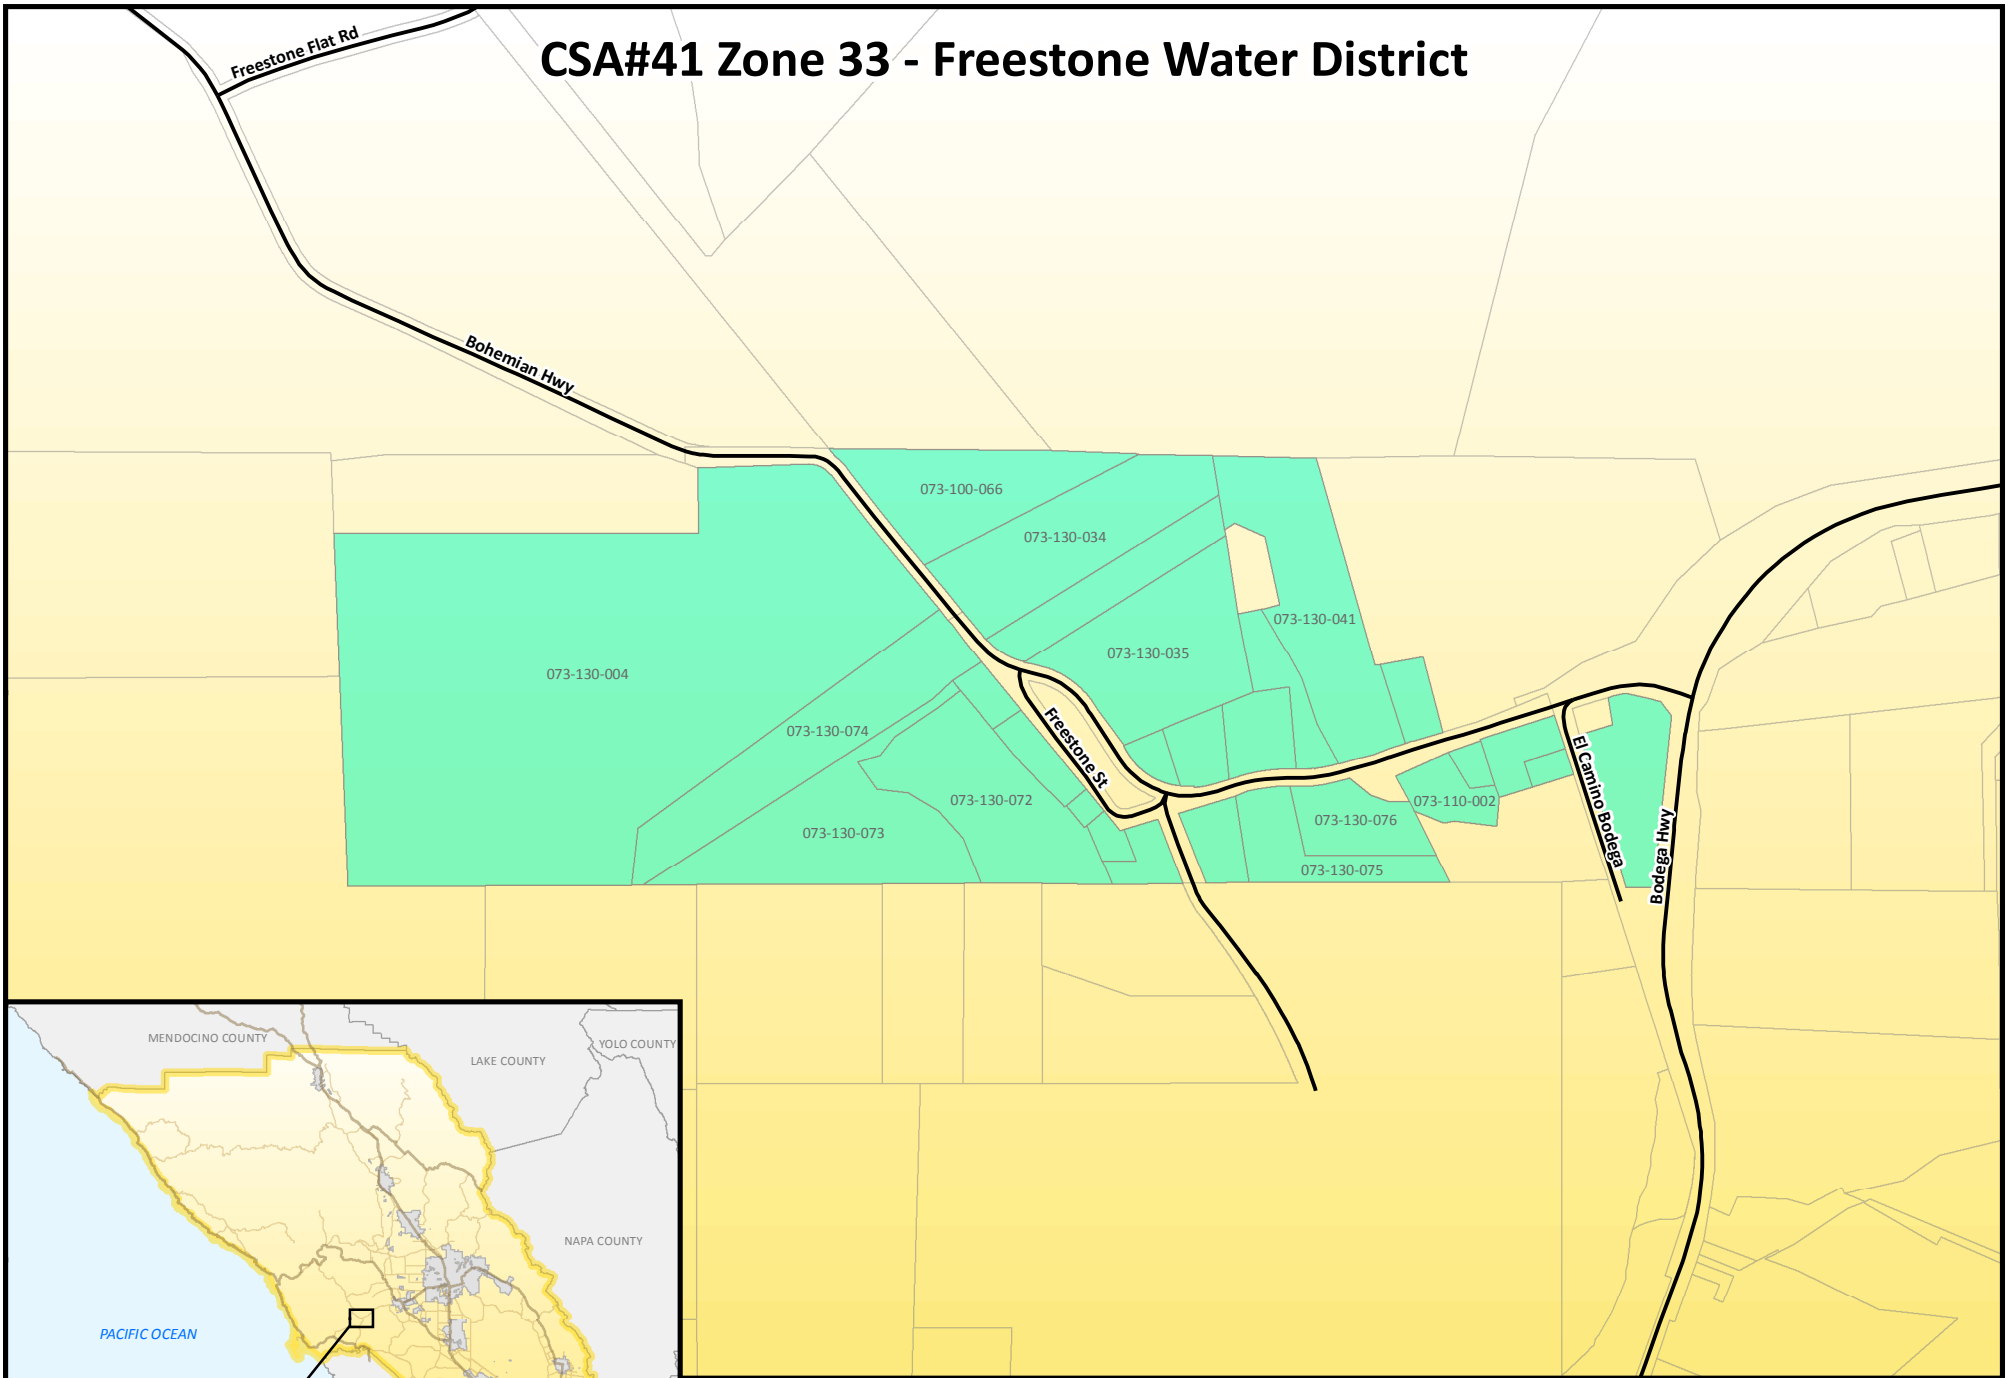 CSA#41 Zone 33 - Freestone Water District
Freestone Flat Rd
Bohemian Hwy
073-100-066
073-130-034
073-130-041
073-130-035
073-130-004
073-130-074
Freestone St
El Camino Bodega
Bodega Hwy
073-130-072
073-110-002
073-130-076
073-130-073
073-130-075
MENDOCINO COUNTY
LAKE COUNTY
YOLO COUNTY
NAPA COUNTY
PACIFIC OCEAN